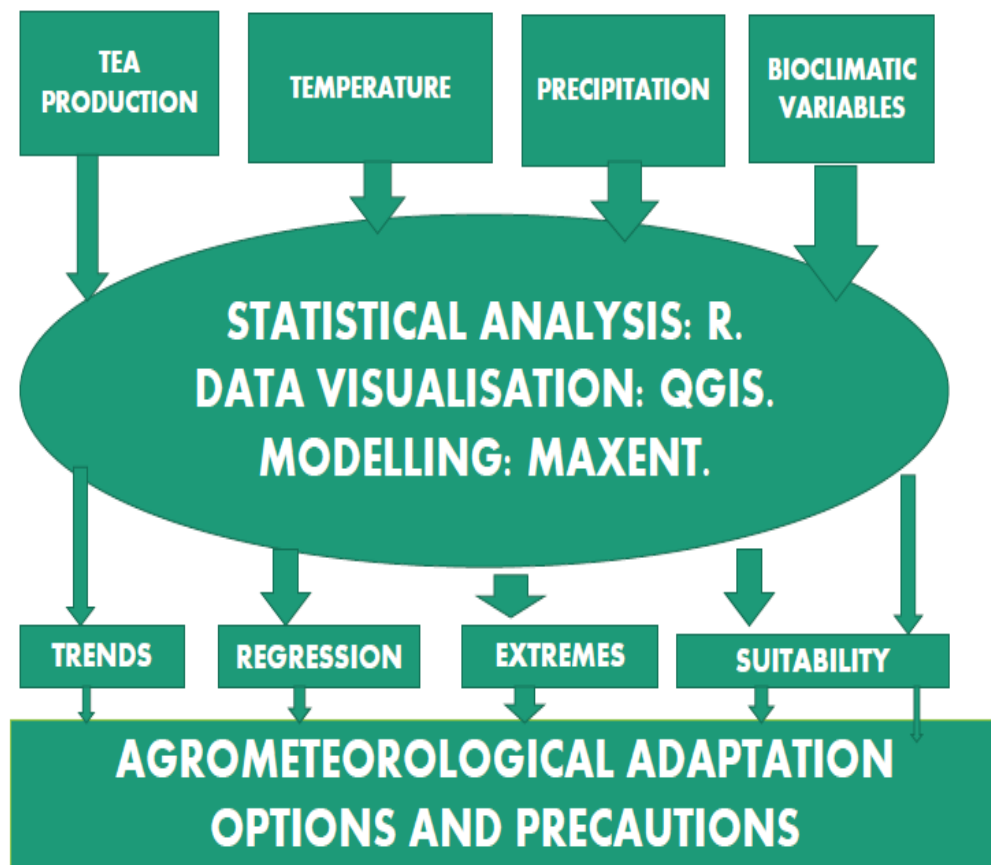 TEA
PRODUCTION
TEMPERATURE
PRECIPITATION
BIOCLIMATIC
VARIABLES
STATISTICAL ANALYSIS: R.
DATA VISUALISATION: QGIS.
MODELLING: MAXENT.
TRENDS
REGRESSION
EXTREMES
SUITABILITY
AGROMETEOROLOGICAL ADAPTATION
OPTIONS AND PRECAUTIONS